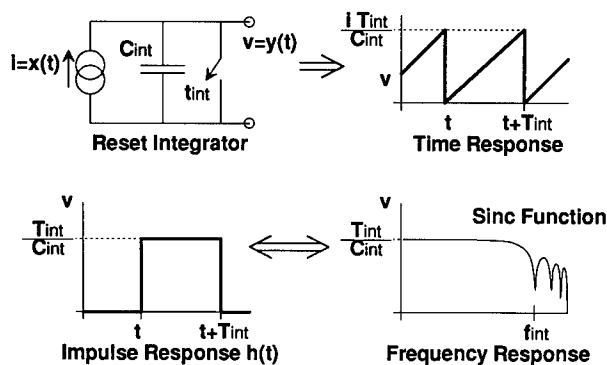 i=x(t)
Cint
tint
v=y(t)
Reset Integrator
i Tint
Cint
v
t
t+Tint
Time Response
v
Tint
Cint
t
t+Tint
Impulse Response h(t)
v
Sinc Function
Tint
Cint
fint
Frequency Response